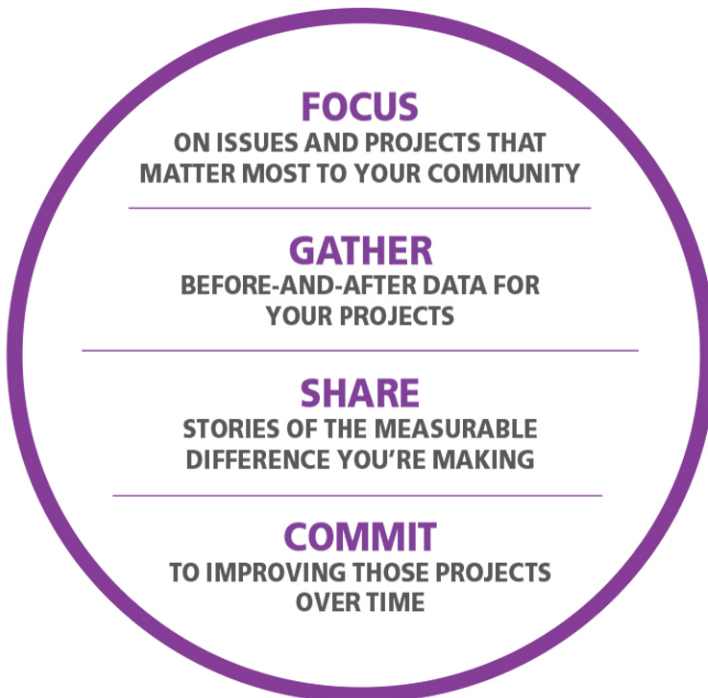 FOCUS
ON ISSUES AND PROJECTS THAT
MATTER MOST TO YOUR COMMUNITY
GATHER
BEFORE-AND-AFTER DATA FOR
YOUR PROJECTS
SHARE
STORIES OF THE MEASURABLE
DIFFERENCE YOU’RE MAKING
COMMIT
TO IMPROVING THOSE PROJECTS
OVER TIME